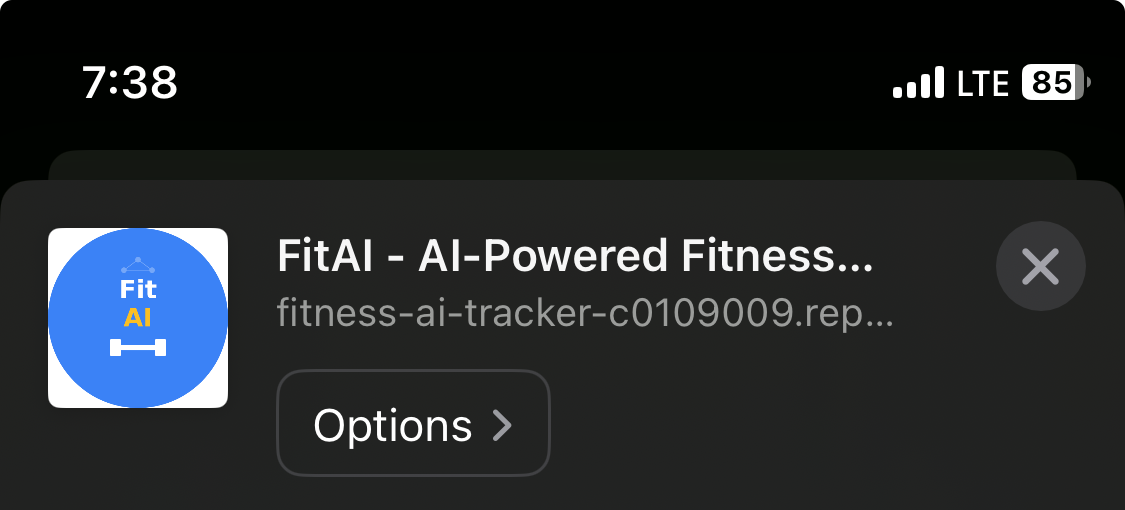 7:38
LTE 85
Fit
AI
FitAI - AI-Powered Fitness...
fitness-ai-tracker-c0109009.rep...
Options